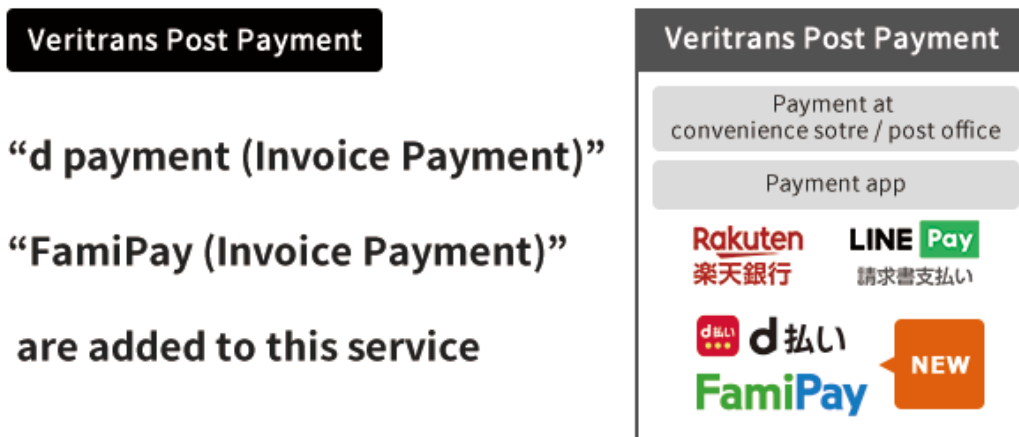 Veritrans Post Payment
“d payment (Invoice Payment)”
“FamiPay (Invoice Payment)”
are added to this service
Veritrans Post Payment
Payment at
convenience sotre / post office
Payment app
Rakuten
楽天銀行
LINE Pay
請求書支払い
d払い d払い
FamiPay
NEW